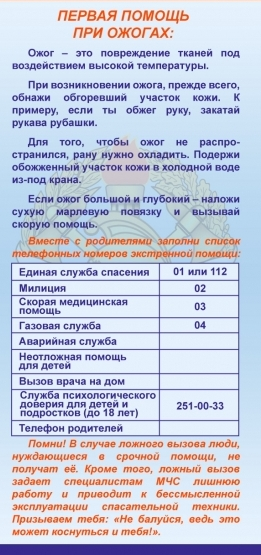 ПЕРВАЯ ПОМОЩЬ
ПРИ ОЖОГАХ:
Ожог – это повреждение тканей под
воздействием высокой температуры.
При возникновении ожога, прежде всего,
обнажи обгоревший участок кожи. К
примеру, если ты обжег руку, закатай
рукава рубашки.
Для того, чтобы ожог не распро-
странился, рану нужно охладить. Подержи
обожженный участок кожи в холодной воде
из-под крана.
Если ожог большой и глубокий – наложи
сухую марлевую повязку и вызывай
скорую помощь.
Вместе с родителями заполни список
телефонных номеров экстренной помощи:
Единая служба спасения 01 или 112
Милиция 02
Скорая медицинская
помощь 03
Газовая служба 04
Аварийная служба
Неотложная помощь
для детей
Вызов врача на дом
Служба психологического
доверия для детей и
подростков (до 18 лет) 251-00-33
Телефон родителей
Помни! В случае ложного вызова люди,
нуждающиеся в срочной помощи, не
получат её. Кроме того, ложный вызов
задает специалистам МЧС лишнюю
работу и приводит к бессмысленной
эксплуатации спасательной техники.
Призываем тебя: «Не балуйся, ведь это
может коснуться и тебя!».